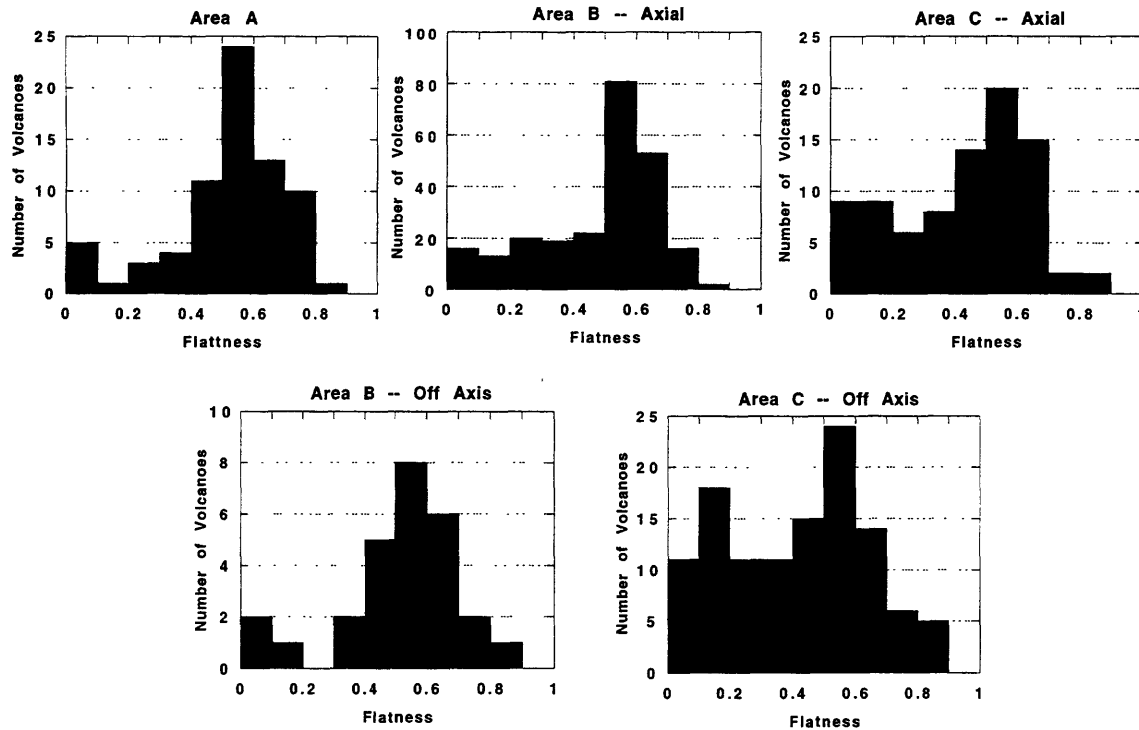 Area A
25
20
15
10
5
0
Number of Volcanoes
0 0.2 0.4 0.6 0.8 1
Flattness
Area B -- Axial
100
80
60
40
20
0
Number of Volcanoes
0 0.2 0.4 0.6 0.8 1
Flatness
Area C -- Axial
25
20
15
10
5
0
Number of Volcanoes
0 0.2 0.4 0.6 0.8 1
Flatness
Area B -- Off Axis
10
8
6
4
2
0
Number of Volcanoes
0 0.2 0.4 0.6 0.8 1
Flatness
Area C -- Off Axis
25
20
15
10
5
0
Number of Volcanoes
0 0.2 0.4 0.6 0.8 1
Flatness